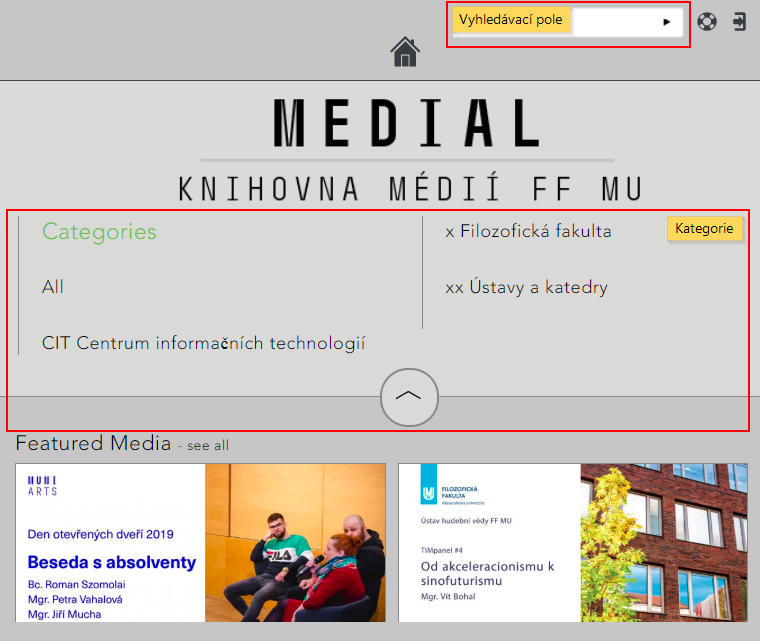 Vyhledávací pole
MEDIAL
KNIHOVNA MÉDIÍ FF MU
Categories
All
CIT Centrum informačních technologií
x Filozofická fakulta
xx Ústavy a katedry
Kategorie
Featured Media - see all
MUNI
ARTS
Den otevřených dveří 2019
Beseda s absolventy
Bc. Roman Szomolai
Mgr. Petra Vahalová
Mgr. Jiří Mucha
FILA
FILOZOFICKÁ
FAKULTA
Masarykova univerzita
Ústav hudební vědy FF MU
TIMpanel #4
Od akceleracionismu k
sinofuturismu
Mgr. Vít Bohal